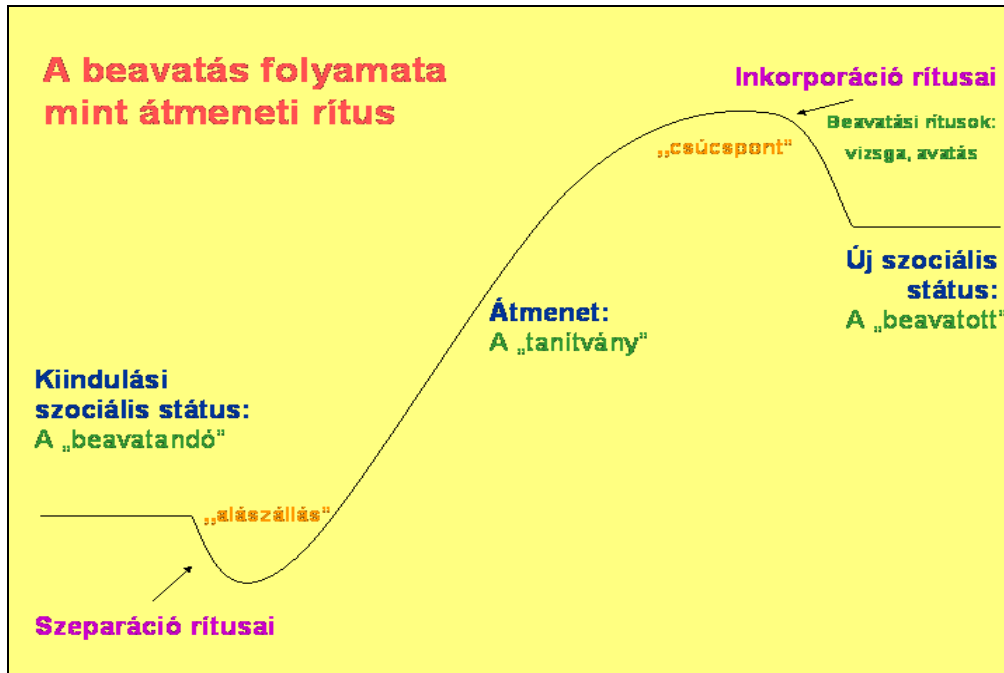 A beavatás folyamata
mint átmeneti rítus
Inkorporáció rítusai
Beavatási rítusok:
vizsga, avatás
„csúcspont“
Új szociális
státus:
A „beavatott“
Átmenet:
A „tanítvány“
Kiindulási
szociális státus:
A „beavatandó“
„alászállás“
Szeparáció rítusai